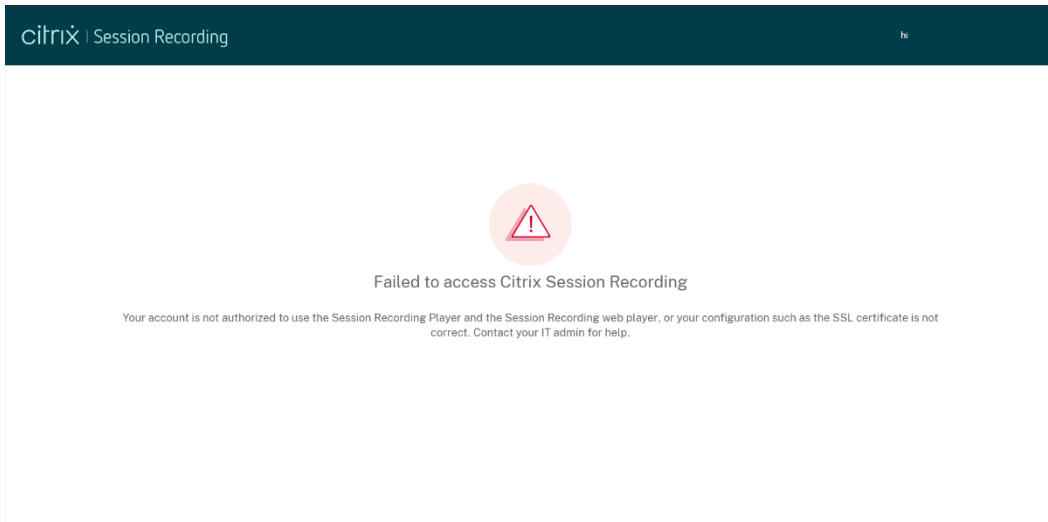 citrix | Session Recording
hi
Failed to access Citrix Session Recording
Your account is not authorized to use the Session Recording Player and the Session Recording web player, or your configuration such as the SSL certificate is not
correct. Contact your IT admin for help.